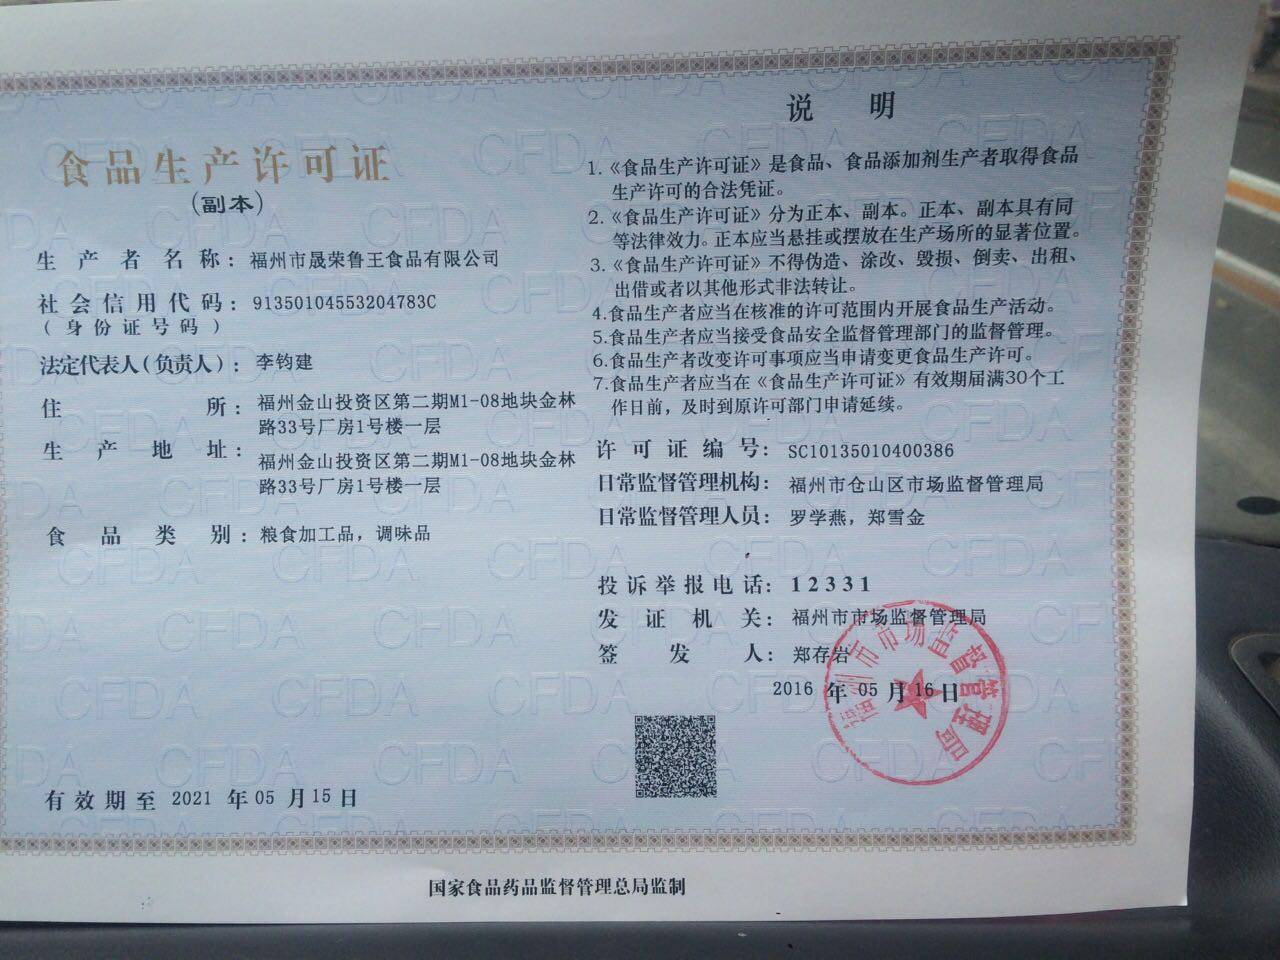 食品生产许可证
(副本)
生产者名称：福州市晟荣鲁王食品有限公司
社会信用代码：91350104553204783C
(身份证号码)
法定代表人(负责人)：李钧建
住所：福州金山投资区第二期M1-08地块金林
路33号厂房1号楼一层
生产地址：福州金山投资区第二期M1-08地块金林
路33号厂房1号楼一层
食品类别：粮食加工品，调味品
有效期至 2021 年 05 月 15 日
说明
1.《食品生产许可证》是食品、食品添加剂生产者取得食品
生产许可的合法凭证。
2.《食品生产许可证》分为正本、副本。正本、副本具有同
等法律效力。正本应当悬挂或摆放在生产场所的显著位置。
3.《食品生产许可证》不得伪造、涂改、毁损、倒卖、出租、
出借或者以其他形式非法转让。
4.食品生产者应当在核准的许可范围内开展食品生产活动。
5.食品生产者应当接受食品安全监督管理部门的监督管理。
6.食品生产者改变许可事项应当申请变更食品生产许可。
7.食品生产者应当在《食品生产许可证》有效期届满30个工
作日前，及时到原许可部门申请延续。
许可证编号：SC10135010400386
日常监督管理机构：福州市仓山区市场监督管理局
日常监督管理人员：罗学燕，郑雪金
投诉举报电话：12331
发证机关：福州市市场监督管理局
签发人：郑存岩
2016 年 05 月 16 日
福州市市场监督管理局
国家食品药品监督管理总局监制
CFDA